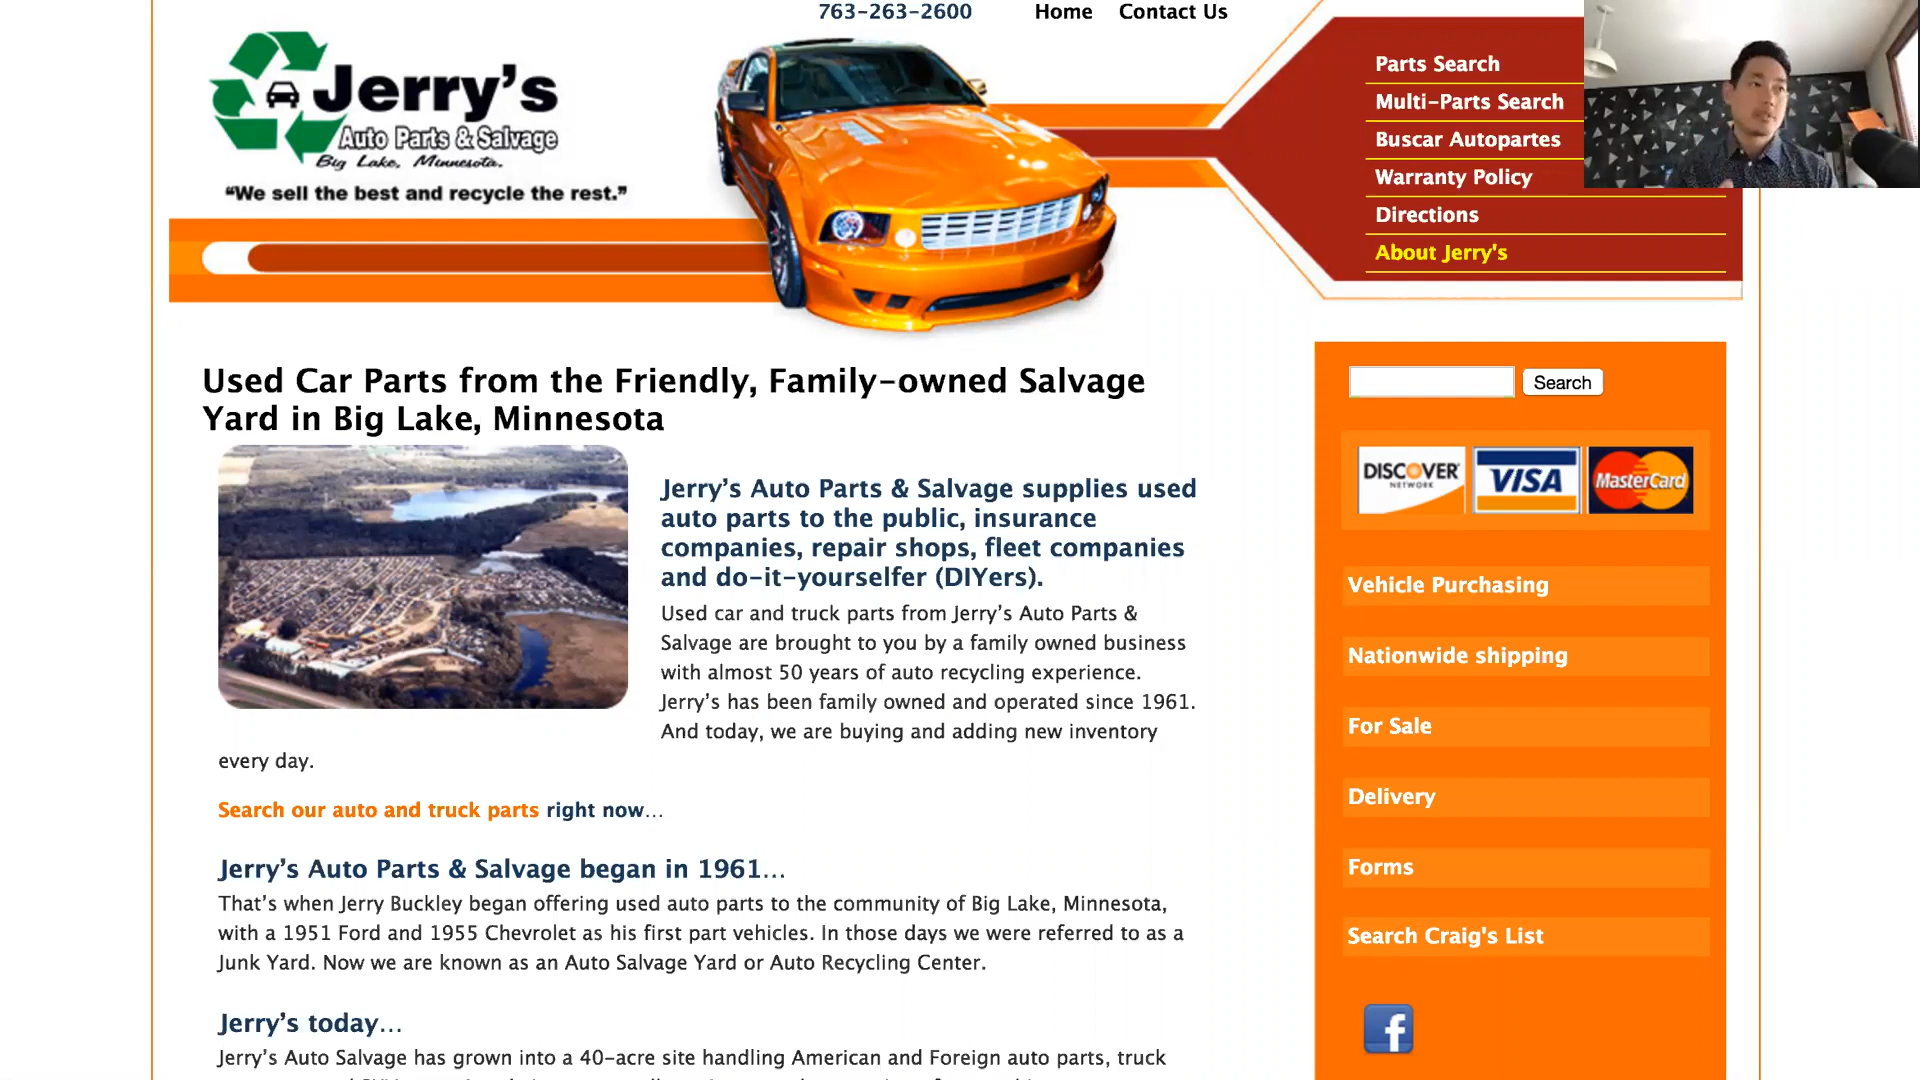 763-263-2600 Home Contact Us
Jerry's
Auto Parts & Salvage
Big Lake, Minnesota.
“We sell the best and recycle the rest.”
Parts Search
Multi-Parts Search
Buscar Autopartes
Warranty Policy
Directions
About Jerry's
Used Car Parts from the Friendly, Family-owned Salvage
Yard in Big Lake, Minnesota
Jerry’s Auto Parts & Salvage supplies used
auto parts to the public, insurance
companies, repair shops, fleet companies
and do-it-yourselfer (DIYers).
Used car and truck parts from Jerry’s Auto Parts &
Salvage are brought to you by a family owned business
with almost 50 years of auto recycling experience.
Jerry’s has been family owned and operated since 1961.
And today, we are buying and adding new inventory
every day.
Search our auto and truck parts right now…
Jerry’s Auto Parts & Salvage began in 1961…
That’s when Jerry Buckley began offering used auto parts to the community of Big Lake, Minnesota,
with a 1951 Ford and 1955 Chevrolet as his first part vehicles. In those days we were referred to as a
Junk Yard. Now we are known as an Auto Salvage Yard or Auto Recycling Center.
Jerry’s today…
Jerry’s Auto Salvage has grown into a 40-acre site handling American and Foreign auto parts, truck
Search
DISCOVER
NETWORK
VISA
MasterCard
Vehicle Purchasing
Nationwide shipping
For Sale
Delivery
Forms
Search Craig's List
f